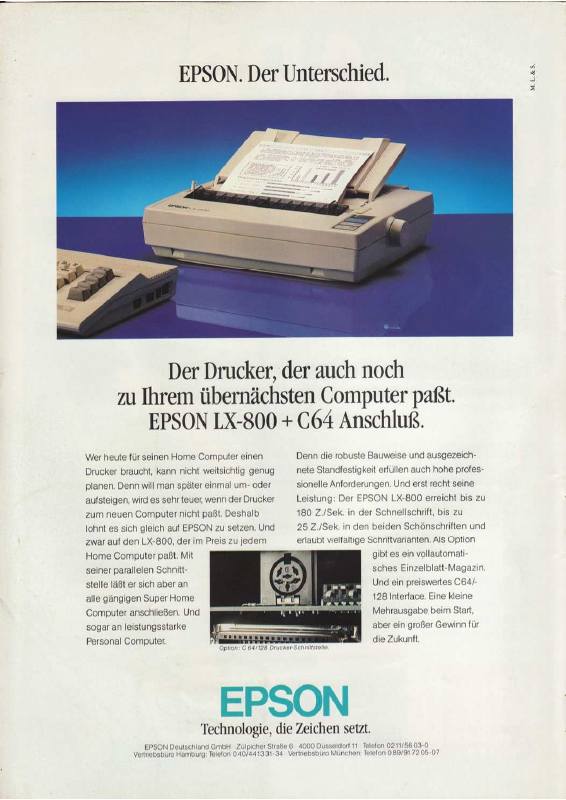 EPSON. Der Unterschied.
M. L. & S.
EPSON
Der Drucker, der auch noch
zu Ihrem übernächsten Computer paßt.
EPSON LX-800 + C64 Anschluß.
Wer heute für seinen Home Computer einen
Drucker braucht, kann nicht weitsichtig genug
planen. Denn will man später einmal um- oder
aufsteigen, wird es sehr teuer, wenn der Drucker
zum neuen Computer nicht paßt. Deshalb
lohnt es sich gleich auf EPSON zu setzen. Und
zwar auf den LX-800, der im Preis zu jedem
Home Computer paßt. Mit
seiner parallelen Schnitt-
stelle läßt er sich aber an
alle gängigen Super Home
Computer anschließen. Und
sogar an leistungsstarke
Personal Computer.
Option: C 64/128 Drucker-Schnittstelle.
Denn die robuste Bauweise und ausgezeich-
nete Standfestigkeit erfüllen auch hohe profes-
sionelle Anforderungen. Und erst recht seine
Leistung: Der EPSON LX-800 erreicht bis zu
180 Z./Sek. in der Schnellschrift, bis zu
25 Z./Sek. in den beiden Schönschriften und
erlaubt vielfältige Schriftvarianten. Als Option
gibt es ein vollautomati-
sches Einzelblatt-Magazin.
Und ein preiswertes C64/-
128 Interface. Eine kleine
Mehrausgabe beim Start,
aber ein großer Gewinn für
die Zukunft.
EPSON
Technologie, die Zeichen setzt.
EPSON Deutschland GmbH · Zülpicher Straße 6 · 4000 Düsseldorf 11 · Telefon 0211/56 03-0
Vertriebsbüro Hamburg: Telefon 0 40/44 13 31-34 Vertriebsbüro München: Telefon 0 89/91 72 05-07